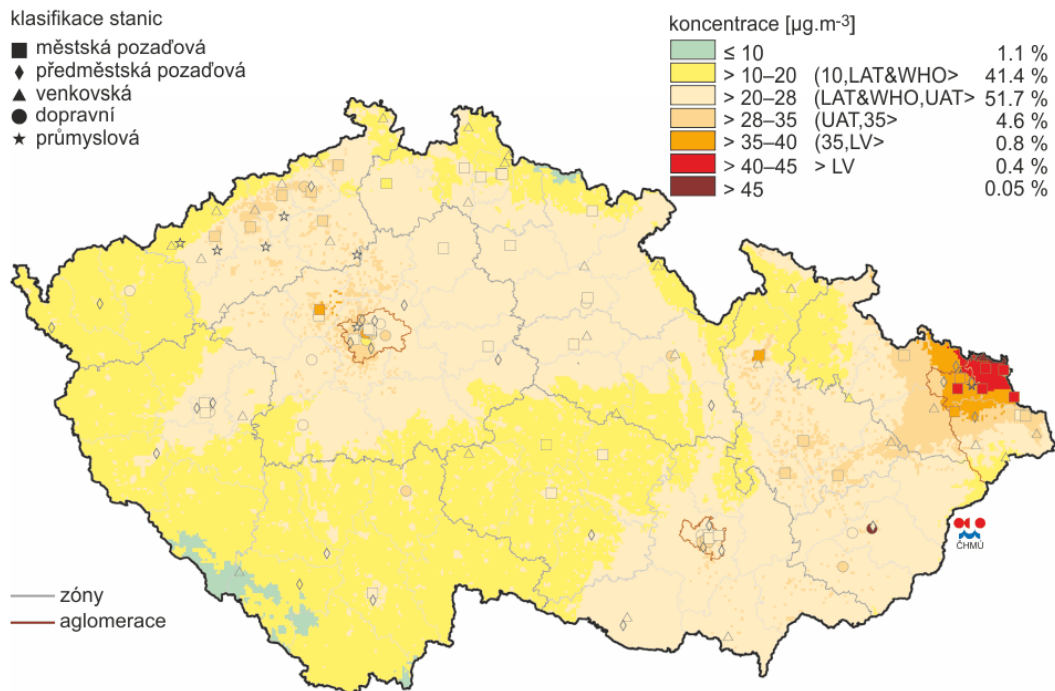 klasifikace stanic
městská pozaďová
předměstská pozaďová
venkovská
dopravní
průmyslová
koncentrace [µg.m-3]
≤ 10 1.1 %
> 10–20 (10,LAT&WHO> 41.4 %
> 20–28 (LAT&WHO,UAT> 51.7 %
> 28–35 (UAT,35> 4.6 %
> 35–40 (35,LV> 0.8 %
> 40–45 > LV 0.4 %
> 45 0.05 %
ČHMÚ
zóny
aglomerace